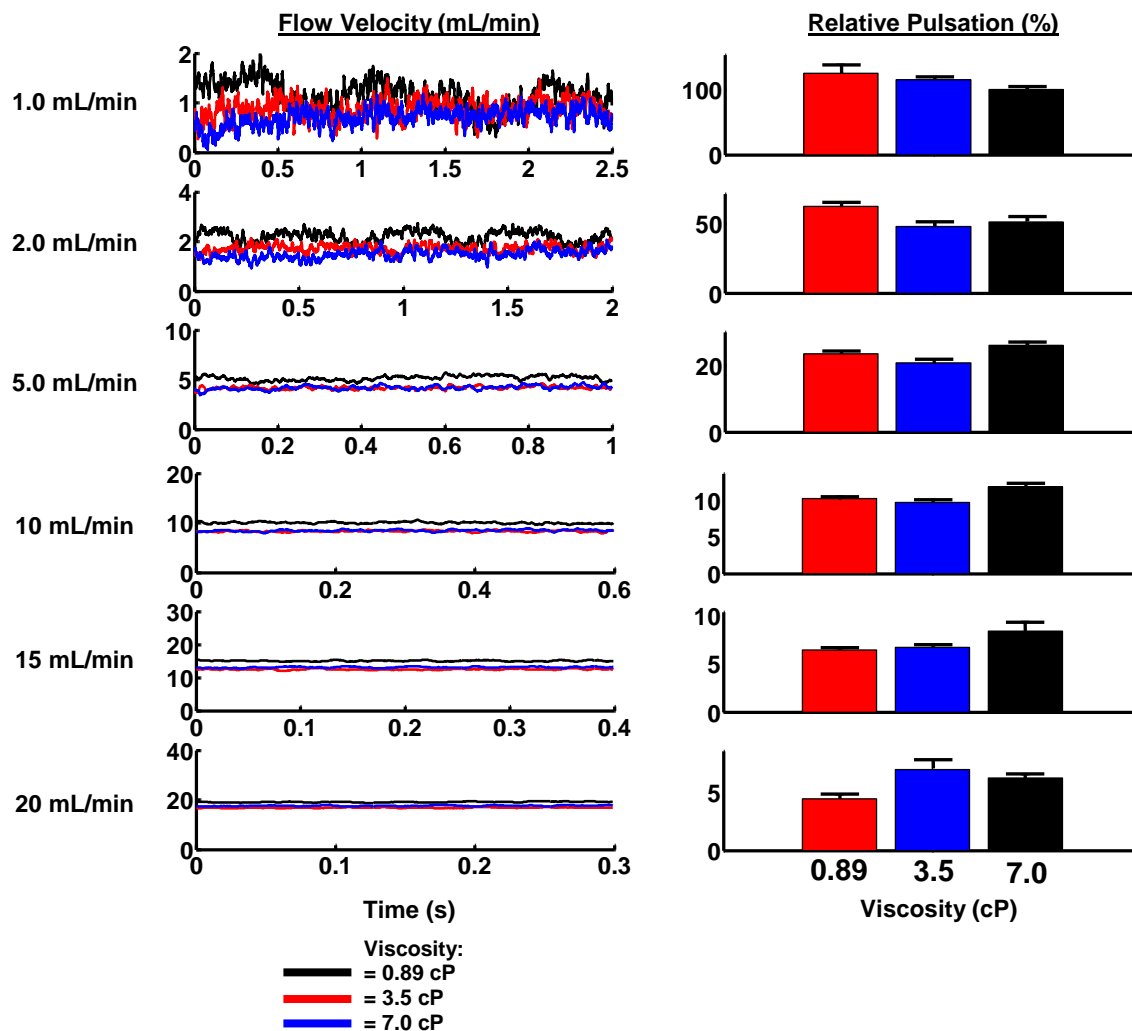 Flow Velocity (mL/min) Relative Pulsation (%)
1.0 mL/min
2
1
0
0 0.5 1 1.5 2 2.5
100
0
2.0 mL/min
4
2
0
0 0.5 1 1.5 2
50
0
5.0 mL/min
10
5
0
0 0.2 0.4 0.6 0.8 1
20
0
10 mL/min
20
10
0
0 0.2 0.4 0.6
10
5
0
15 mL/min
30
20
10
0
0 0.1 0.2 0.3 0.4
10
5
0
20 mL/min
40
20
0
0 0.1 0.2 0.3
5
0
0.89 3.5 7.0
Time (s) Viscosity (cP)
Viscosity:
= 0.89 cP
= 3.5 cP
= 7.0 cP